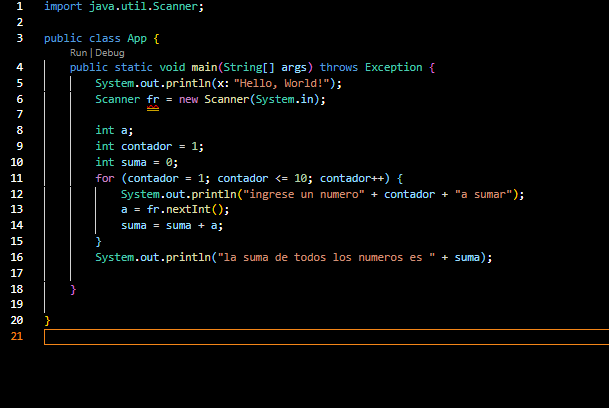 1 import java.util.Scanner;
2
3 public class App {
Run | Debug
4 public static void main(String[] args) throws Exception {
5 System.out.println(x: "Hello, World!");
6 Scanner fr = new Scanner(System.in);
7
8 int a;
9 int contador = 1;
10 int suma = 0;
11 for (contador = 1; contador <= 10; contador++) {
12 System.out.println("ingrese un numero" + contador + "a sumar");
13 a = fr.nextInt();
14 suma = suma + a;
15 }
16 System.out.println("la suma de todos los numeros es " + suma);
17
18 }
19
20 }
21